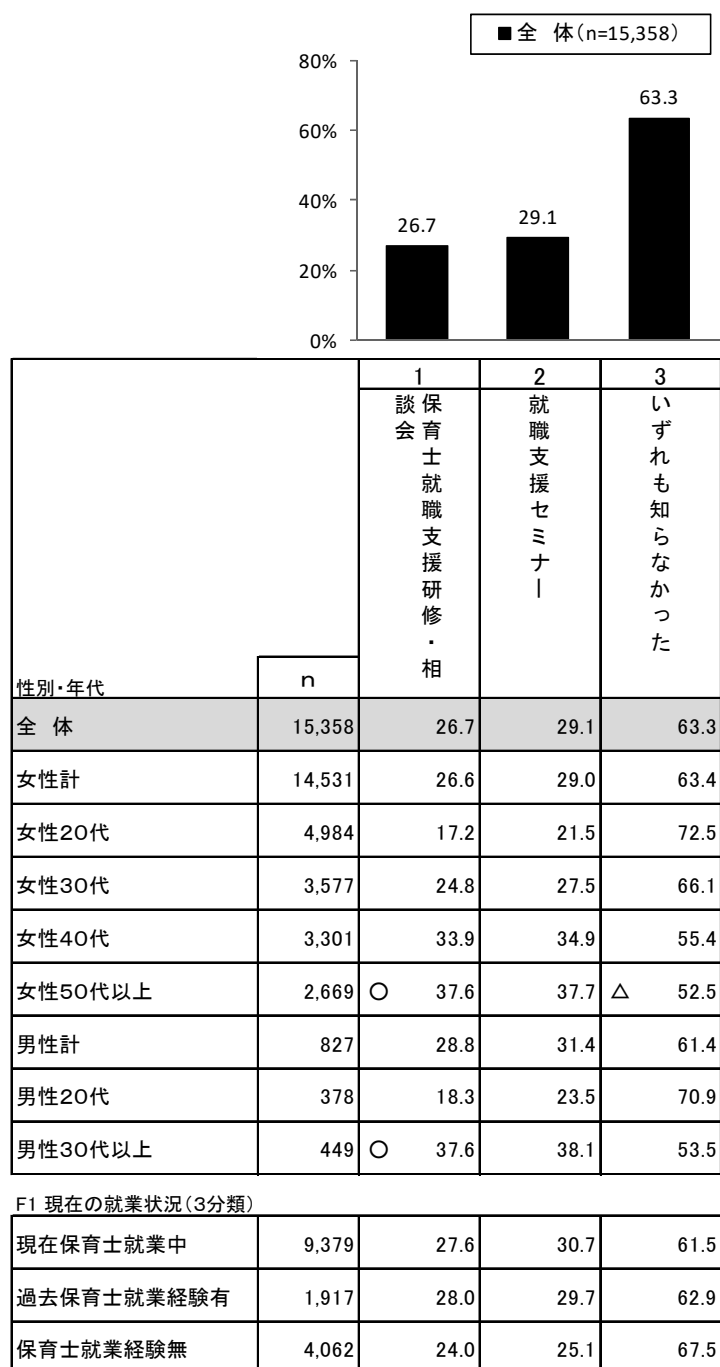 ■全 体(n=15,358)
80%
60%
40%
20%
0%
26.7
29.1
63.3
1 2 3
保育士就職支援研修・相談会
就職支援セミナー
いずれも知らなかった
性別・年代 n
全 体 15,358 26.7 29.1 63.3
女性計 14,531 26.6 29.0 63.4
女性20代 4,984 17.2 21.5 72.5
女性30代 3,577 24.8 27.5 66.1
女性40代 3,301 33.9 34.9 55.4
女性50代以上 2,669 ○ 37.6 37.7 △ 52.5
男性計 827 28.8 31.4 61.4
男性20代 378 18.3 23.5 70.9
男性30代以上 449 ○ 37.6 38.1 53.5
F1 現在の就業状況(3分類)
現在保育士就業中 9,379 27.6 30.7 61.5
過去保育士就業経験有 1,917 28.0 29.7 62.9
保育士就業経験無 4,062 24.0 25.1 67.5